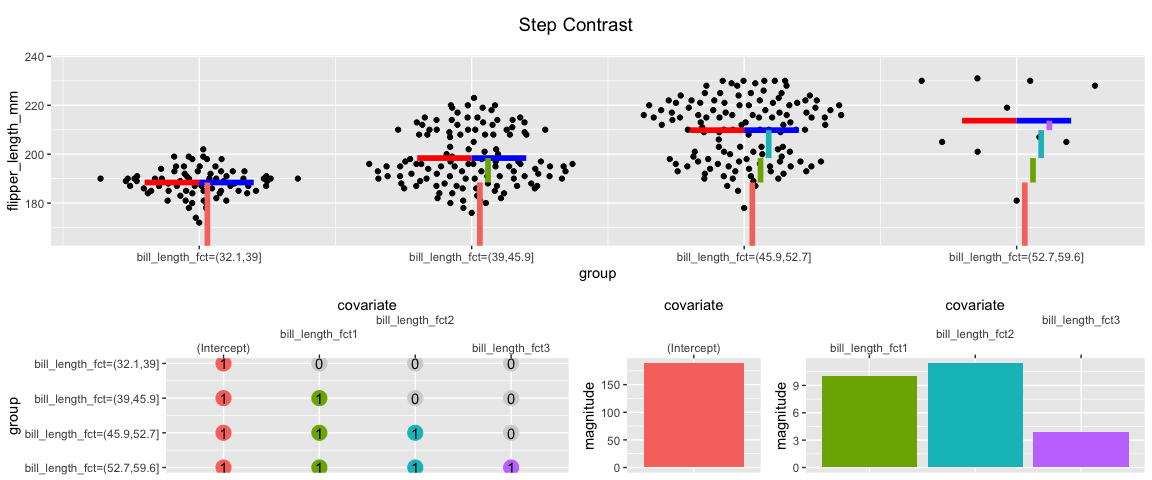 Step Contrast
flipper_length_mm
240
220
200
180
bill_length_fct=(32.1,39]
bill_length_fct=(39,45.9]
bill_length_fct=(45.9,52.7]
bill_length_fct=(52.7,59.6]
group
covariate
bill_length_fct2
bill_length_fct1
(Intercept)
bill_length_fct3
group
bill_length_fct=(32.1,39] 1 0 0 0
bill_length_fct=(39,45.9] 1 1 0 0
bill_length_fct=(45.9,52.7] 1 1 1 0
bill_length_fct=(52.7,59.6] 1 1 1 1
covariate
(Intercept)
magnitude
150
100
50
0
covariate
bill_length_fct3
bill_length_fct2
bill_length_fct1
magnitude
9
6
3
0